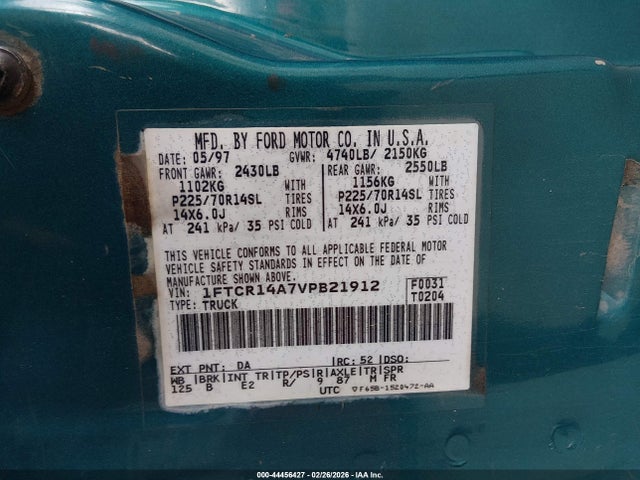 MFD. BY FORD MOTOR CO. IN U.S.A.
DATE: 05/97 GVWR: 4740LB/ 2150KG
FRONT GAWR: 2430LB REAR GAWR: 2550LB
1102KG WITH 1156KG WITH
P225/70R14SL TIRES P225/70R14SL TIRES
14X6.0J RIMS 14X6.0J RIMS
AT 241 kPa/ 35 PSI COLD AT 241 kPa/ 35 PSI COLD
THIS VEHICLE CONFORMS TO ALL APPLICABLE FEDERAL MOTOR
VEHICLE SAFETY STANDARDS IN EFFECT ON THE DATE OF
MANUFACTURE SHOWN ABOVE.
VIN: 1FTCR14A7VPB21912 F0031
TYPE: TRUCK T0204
EXT PNT: DA RC: 52 DSO:
WB BRK INT TR TP/PS R AXLE TR SPR
125 B E2 R/ 9 87 M FR
UTC ▽F65B-1520472-AA
000-44456427 - 02/26/2026 - IAA Inc.